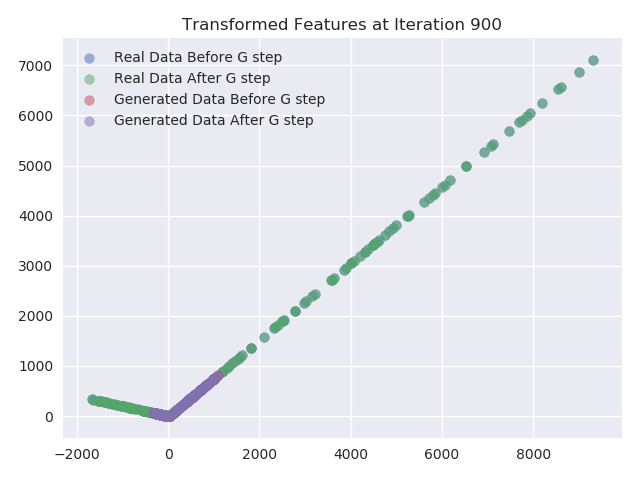 Transformed Features at Iteration 900
Real Data Before G step
Real Data After G step
Generated Data Before G step
Generated Data After G step
7000
6000
5000
4000
3000
2000
1000
0
−2000 0 2000 4000 6000 8000